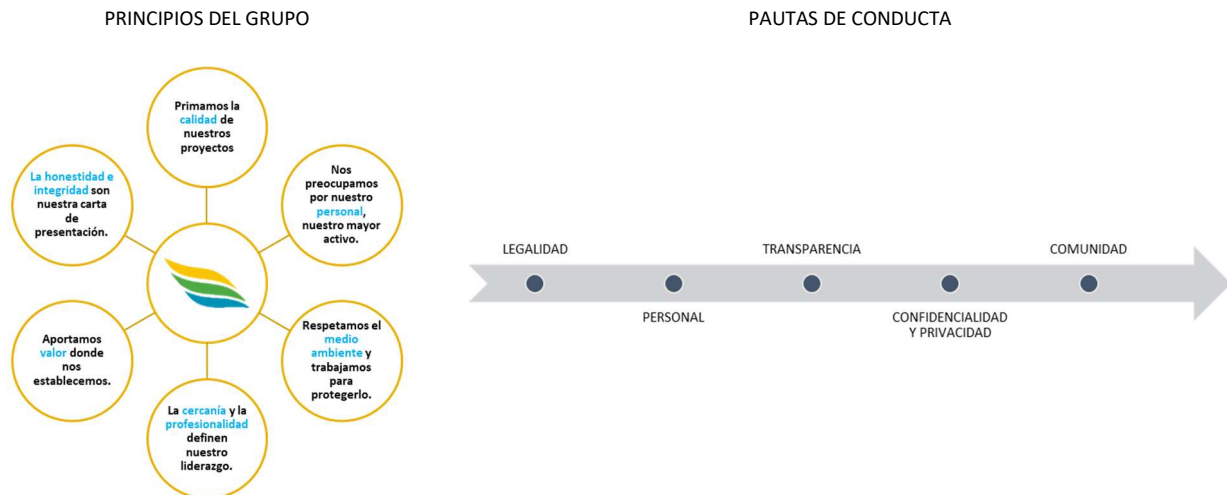 PRINCIPIOS DEL GRUPO
PAUTAS DE CONDUCTA
Primamos la
calidad de
nuestros
proyectos
La honestidad e
integridad son
nuestra carta
de
presentación.
Nos
preocupamos
por nuestro
personal,
nuestro mayor
activo.
Aportamos
valor donde
nos
establecemos.
Respetamos el
medio
ambiente y
trabajamos
para
protegerlo.
La cercanía y la
profesionalidad
definen
nuestro
liderazgo.
LEGALIDAD
PERSONAL
TRANSPARENCIA
CONFIDENCIALIDAD
Y PRIVACIDAD
COMUNIDAD